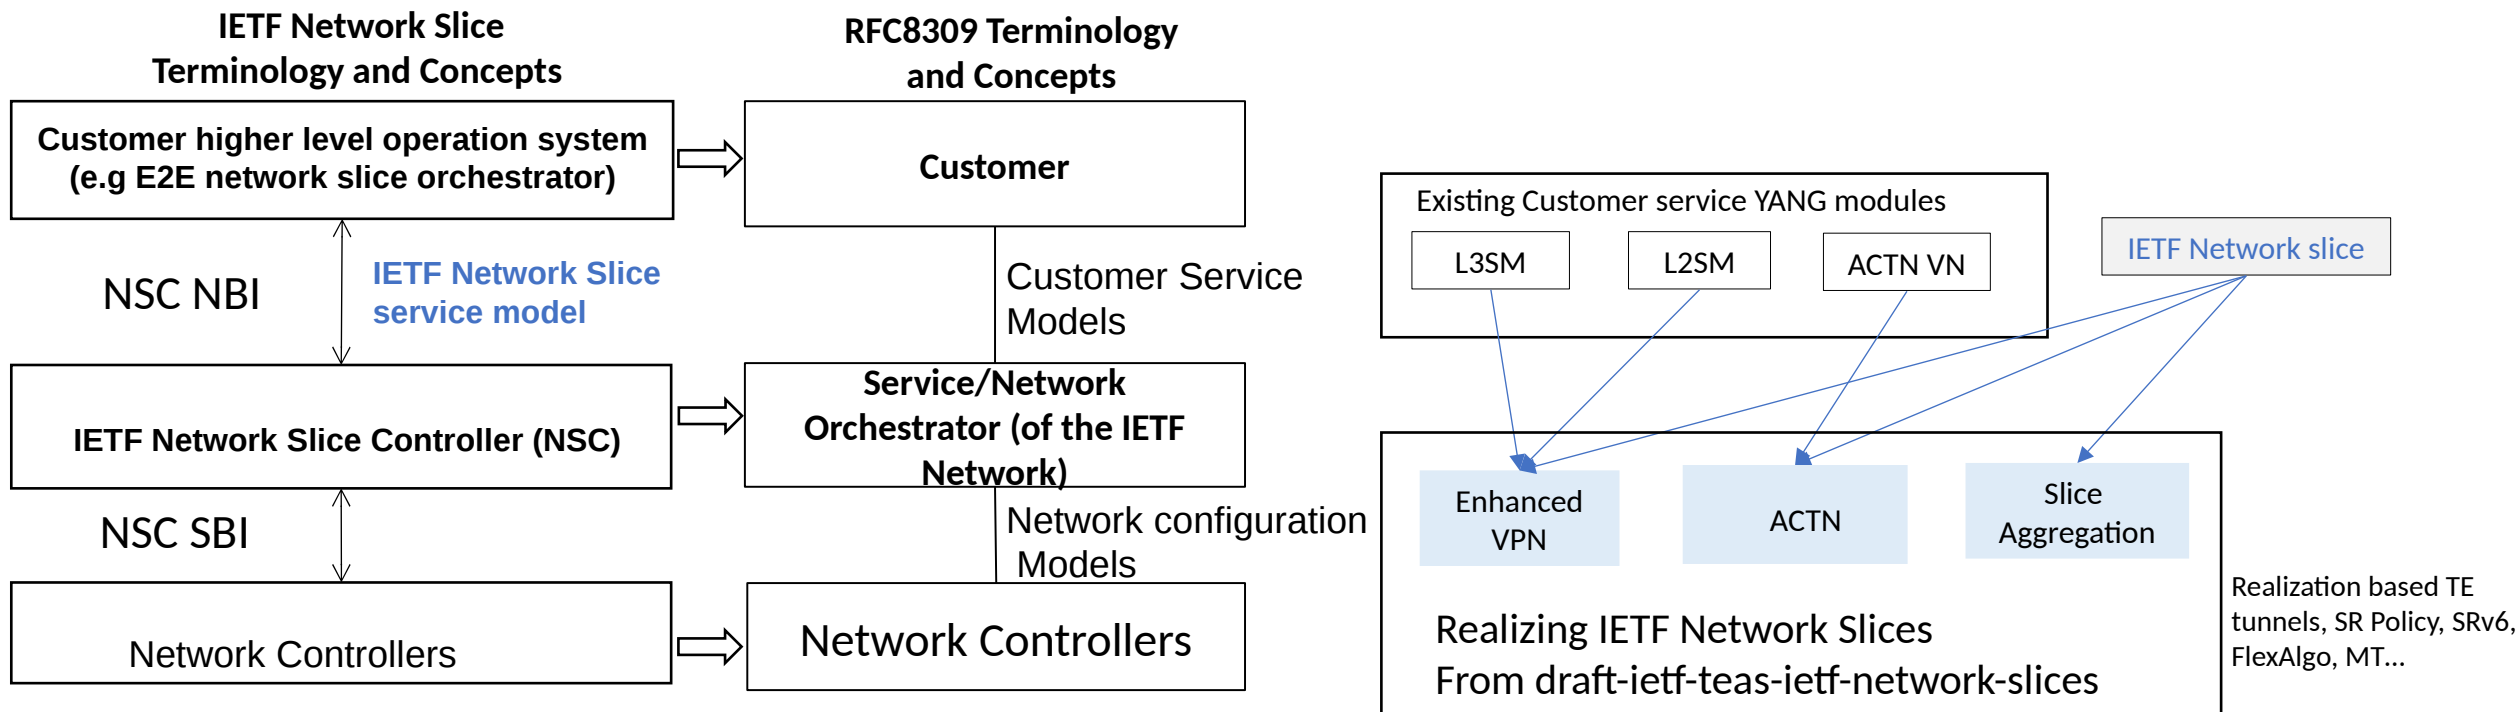 IETF Network Slice
Terminology and Concepts
Customer higher level operation system
(e.g E2E network slice orchestrator)
NSC NBI
IETF Network Slice
service model
IETF Network Slice Controller (NSC)
NSC SBI
Network Controllers
RFC8309 Terminology
and Concepts
Customer
Customer Service
Models
Service/Network
Orchestrator (of the IETF
Network)
Network configuration
Models
Network Controllers
Existing Customer service YANG modules
L3SM
L2SM
ACTN VN
IETF Network slice
Enhanced
VPN
ACTN
Slice
Aggregation
Realizing IETF Network Slices
From draft-ietf-teas-ietf-network-slices
Realization based TE
tunnels, SR Policy, SRv6,
FlexAlgo, MT...